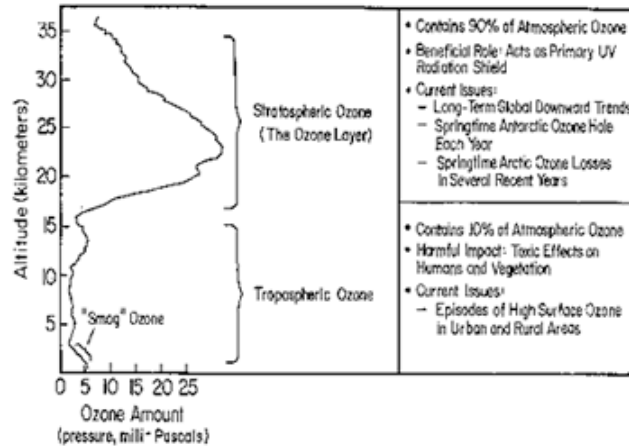 35
30
25
20
15
10
5
Altitude (kilometers)
0 5 10 15 20 25
Ozone Amount
(pressure, milli-Pascals)
Stratospheric Ozone
(The Ozone Layer)
Tropospheric Ozone
"Smog" Ozone
• Contains 90% of Atmospheric Ozone
• Beneficial Role: Acts as Primary UV
Radiation Shield
• Current Issues:
– Long-Term Global Downward Trends
– Springtime Antarctic Ozone Hole
Each Year
– Springtime Arctic Ozone Losses
In Several Recent Years
• Contains 10% of Atmospheric Ozone
• Harmful Impact: Toxic Effects on
Humans and Vegetation
• Current Issues:
– Episodes of High Surface Ozone
in Urban and Rural Areas